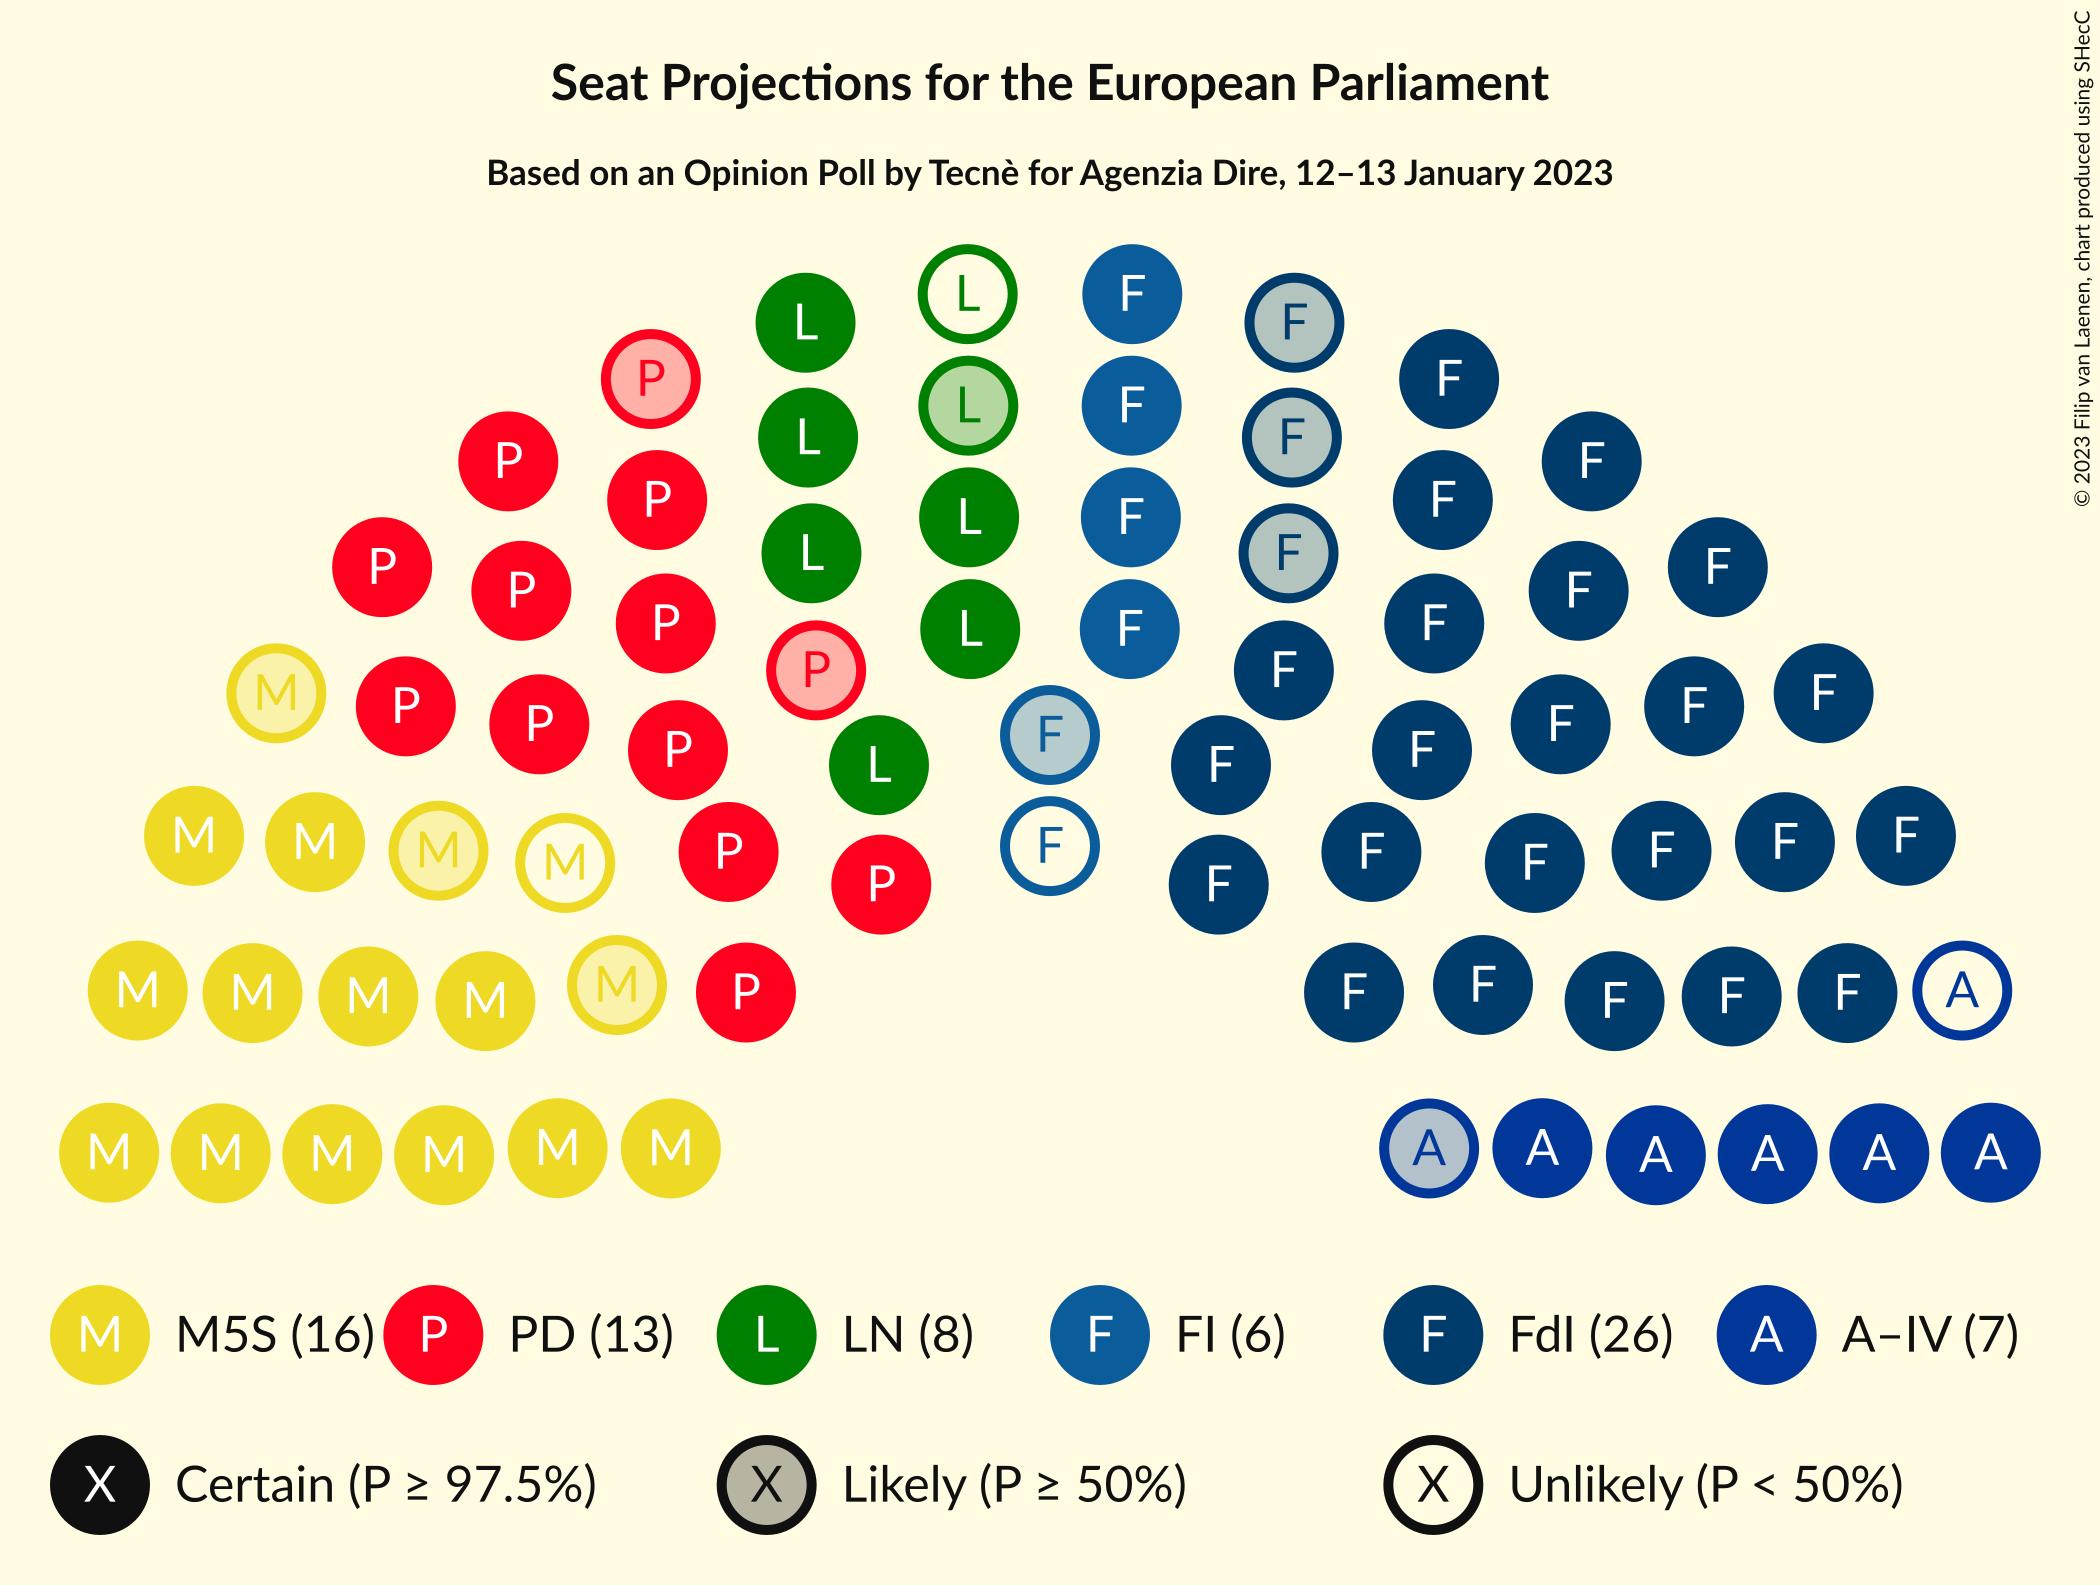 Seat Projections for the European Parliament
Based on an Opinion Poll by Tecnè for Agenzia Dire, 12–13 January 2023
© 2023 Filip van Laenen, chart produced using SHecC
L F
L F
P F
L F
L F
P F
P F
L F
L F
P F
P F
P F
L F
P F
L F
P F
M F
P F
P F
P F
L F
F
M F
M F
M F
M F
P F
P F
F
M F
M F
M F
M F
M F
P F
A
M M M M M M A A A A A A
M M5S (16) P PD (13) L LN (8) F FI (6) F FdI (26) A A–IV (7)
X Certain (P ≥ 97.5%) X Likely (P ≥ 50%) X Unlikely (P < 50%)